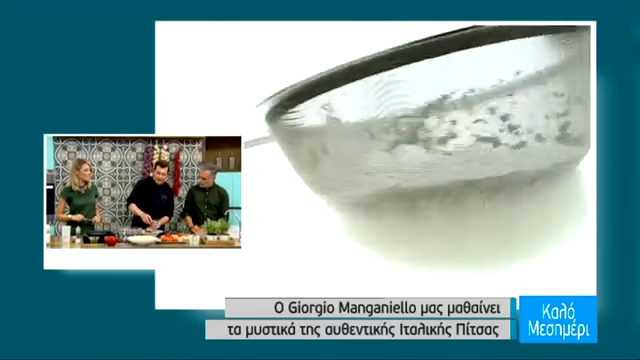 Ο Giorgio Manganiello μας μαθαίνει
τα μυστικά της αυθεντικής Ιταλικής Πίτσας
Καλό
Μεσημέρι